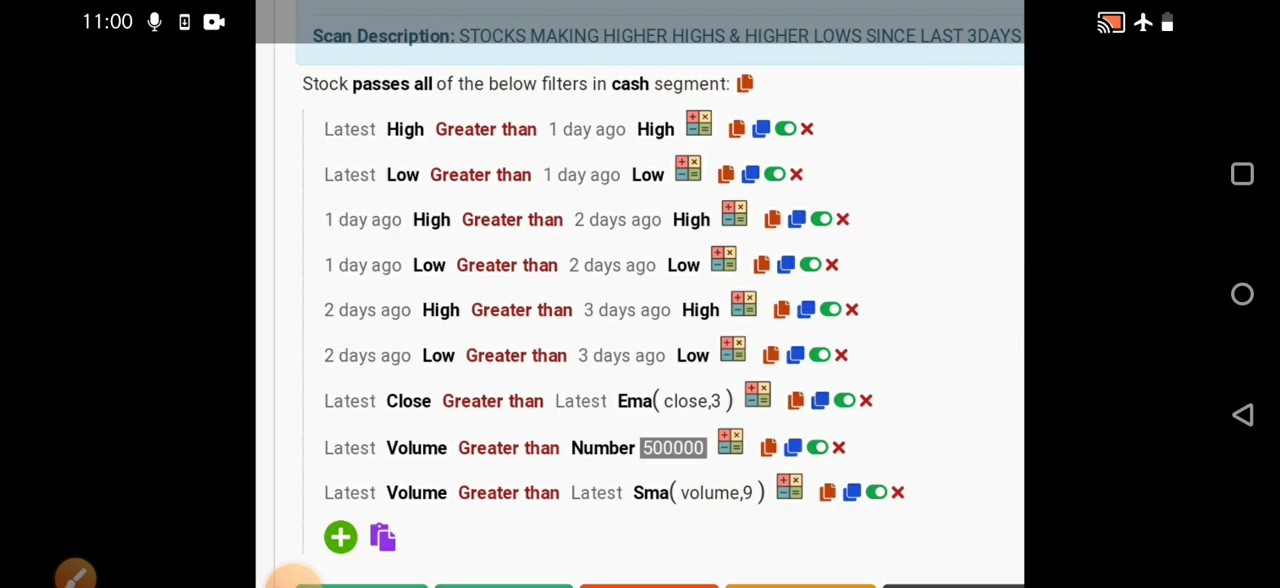 11:00
Scan Description: STOCKS MAKING HIGHER HIGHS & HIGHER LOWS SINCE LAST 3DAYS
Stock passes all of the below filters in cash segment:
Latest High Greater than 1 day ago High
Latest Low Greater than 1 day ago Low
1 day ago High Greater than 2 days ago High
1 day ago Low Greater than 2 days ago Low
2 days ago High Greater than 3 days ago High
2 days ago Low Greater than 3 days ago Low
Latest Close Greater than Latest Ema( close,3 )
Latest Volume Greater than Number 500000
Latest Volume Greater than Latest Sma( volume,9 )